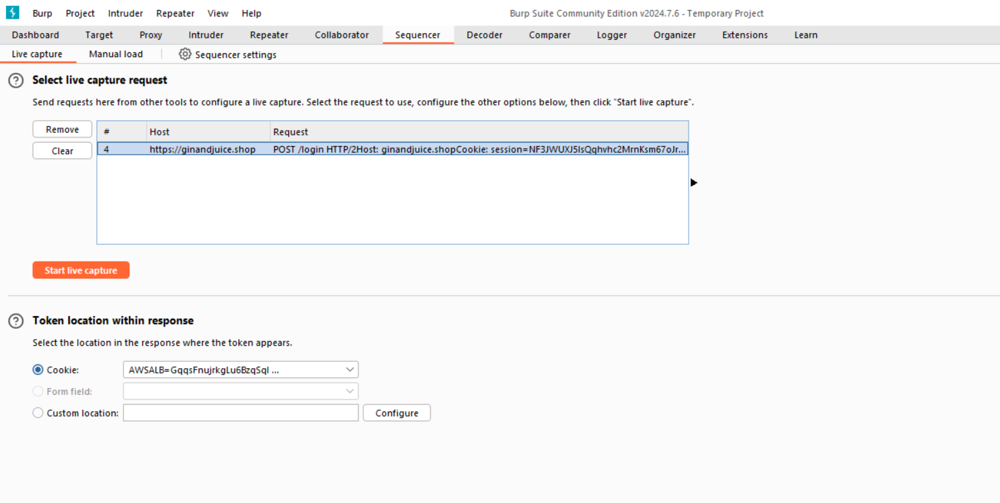 Burp Project Intruder Repeater View Help Burp Suite Community Edition v2024.7.6 - Temporary Project
Dashboard Target Proxy Intruder Repeater Collaborator Sequencer Decoder Comparer Logger Organizer Extensions Learn
Live capture Manual load Sequencer settings
? Select live capture request
Send requests here from other tools to configure a live capture. Select the request to use, configure the other options below, then click "Start live capture".
Remove # Host Request
Clear 4 https://ginandjuice.shop POST /login HTTP/2Host: ginandjuice.shopCookie: session=NF3JWUXJ5IsQqhvhc2MrnKsm67oJr...
Start live capture
? Token location within response
Select the location in the response where the token appears.
Cookie: AWSALB=GqqsFnujrkgLu6BzqSqI ...
Form field:
Custom location: Configure